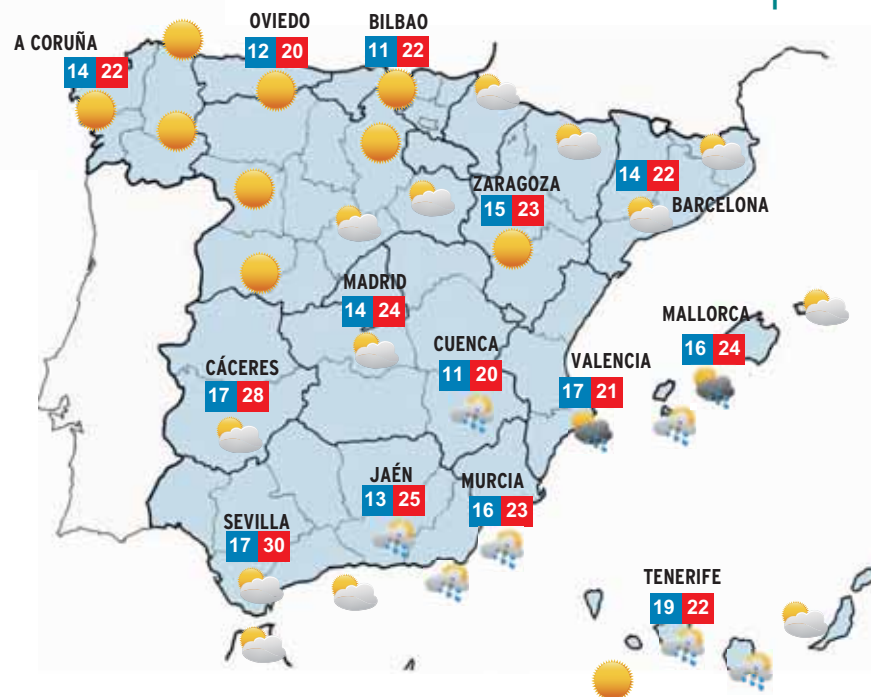 OVIEDO
12 20
BILBAO
11 22
A CORUÑA
14 22
ZARAGOZA
15 23
14 22
BARCELONA
MADRID
14 24
MALLORCA
16 24
CUENCA
11 20
VALENCIA
17 21
CÁCERES
17 28
JAÉN
13 25
MURCIA
16 23
SEVILLA
17 30
TENERIFE
19 22